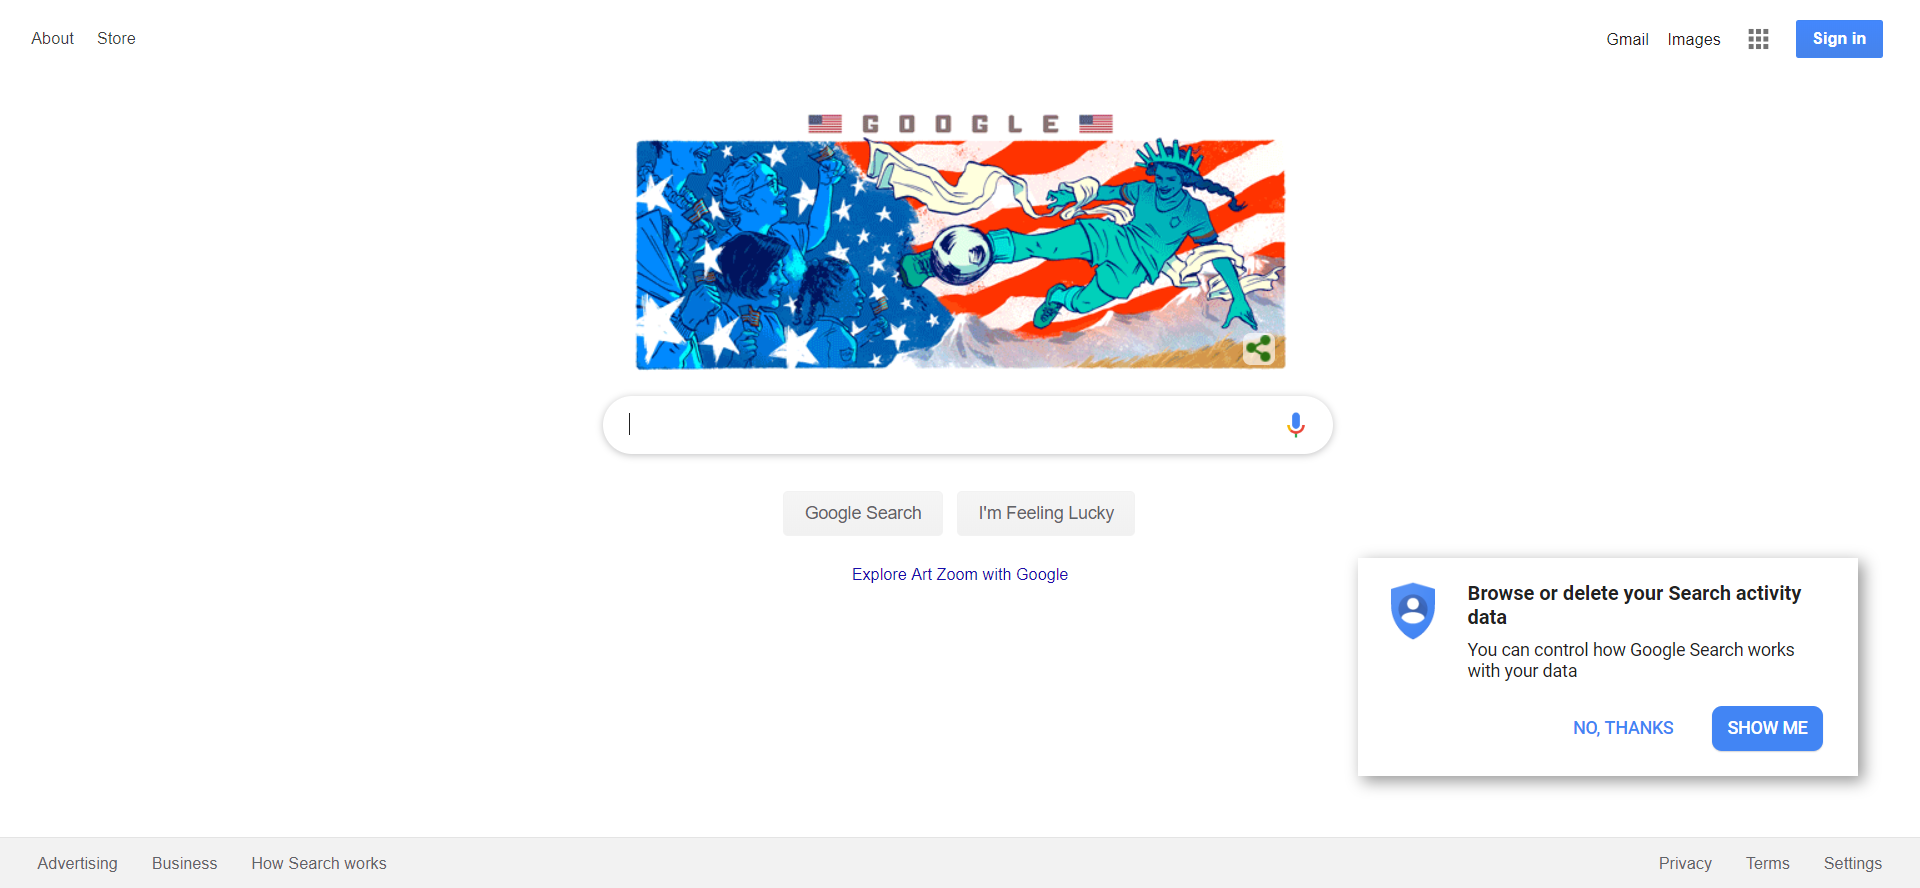 About Store
Gmail Images Sign in
GOOGLE
Google Search I'm Feeling Lucky
Explore Art Zoom with Google
Browse or delete your Search activity
data
You can control how Google Search works
with your data
NO, THANKS SHOW ME
Advertising Business How Search works
Privacy Terms Settings